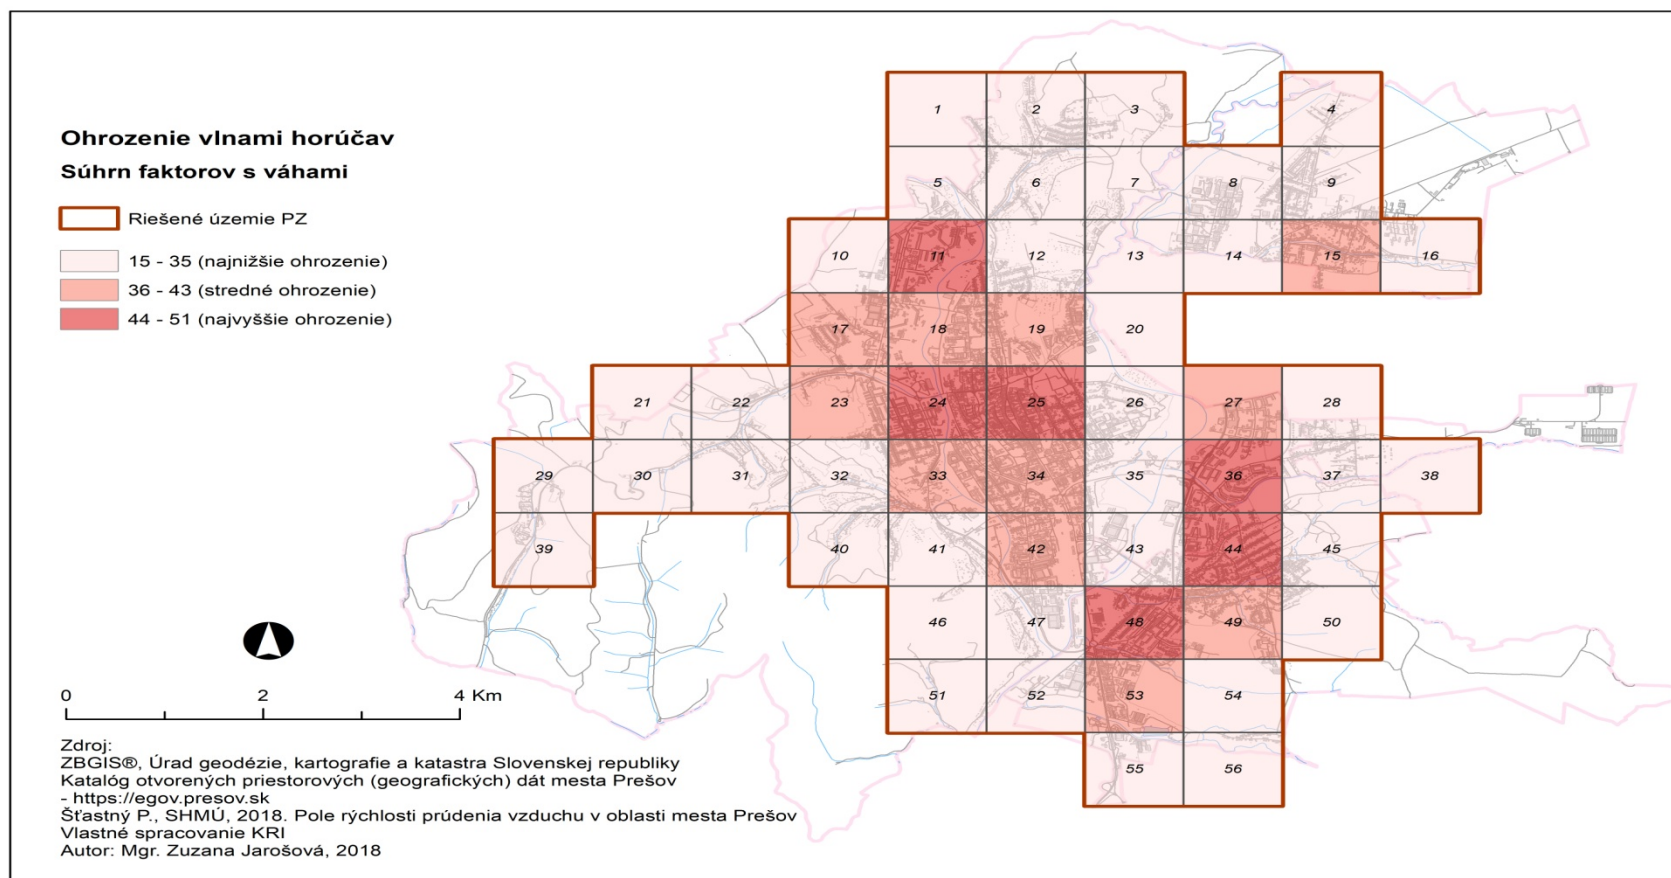 Ohrozenie vlnami horúčav
Súhrn faktorov s váhami
Riešené územie PZ
15 - 35 (najnižšie ohrozenie)
36 - 43 (stredné ohrozenie)
44 - 51 (najvyššie ohrozenie)
1 2 3 4
5 6 7 8 9
10 11 12 13 14 15 16
17 18 19 20
21 22 23 24 25 26 27 28
29 30 31 32 33 34 35 36 37 38
39 40 41 42 43 44 45
46 47 48 49 50
51 52 53 54
55 56
0 2 4 Km
Zdroj:
ZBGIS®, Úrad geodézie, kartografie a katastra Slovenskej republiky
Katalóg otvorených priestorových (geografických) dát mesta Prešov
- https://egov.presov.sk
Šťastný P., SHMÚ, 2018. Pole rýchlosti prúdenia vzduchu v oblasti mesta Prešov
Vlastné spracovanie KRI
Autor: Mgr. Zuzana Jarošová, 2018